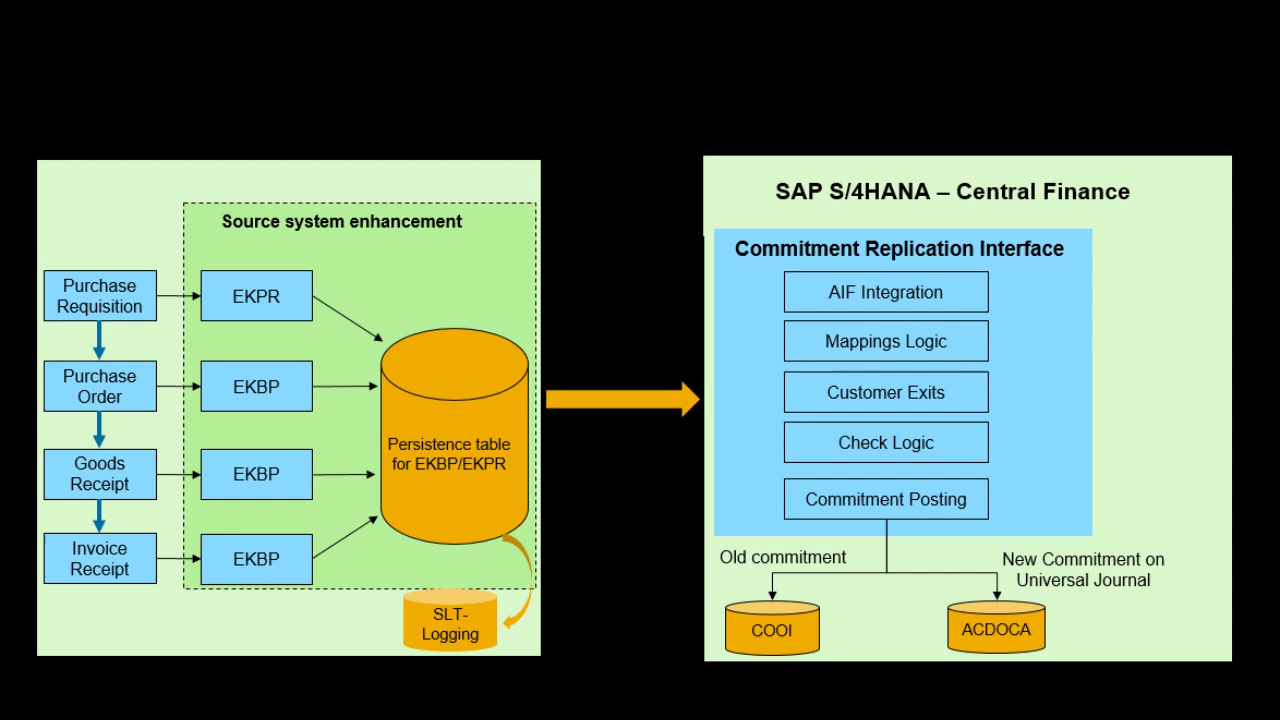 Source system enhancement
Purchase
Requisition
EKPR
Purchase
Order
EKBP
Goods
Receipt
EKBP
Invoice
Receipt
EKBP
Persistence table
for EKBP/EKPR
SLT-
Logging
SAP S/4HANA – Central Finance
Commitment Replication Interface
AIF Integration
Mappings Logic
Customer Exits
Check Logic
Commitment Posting
Old commitment
New Commitment on
Universal Journal
COOI
ACDOCA